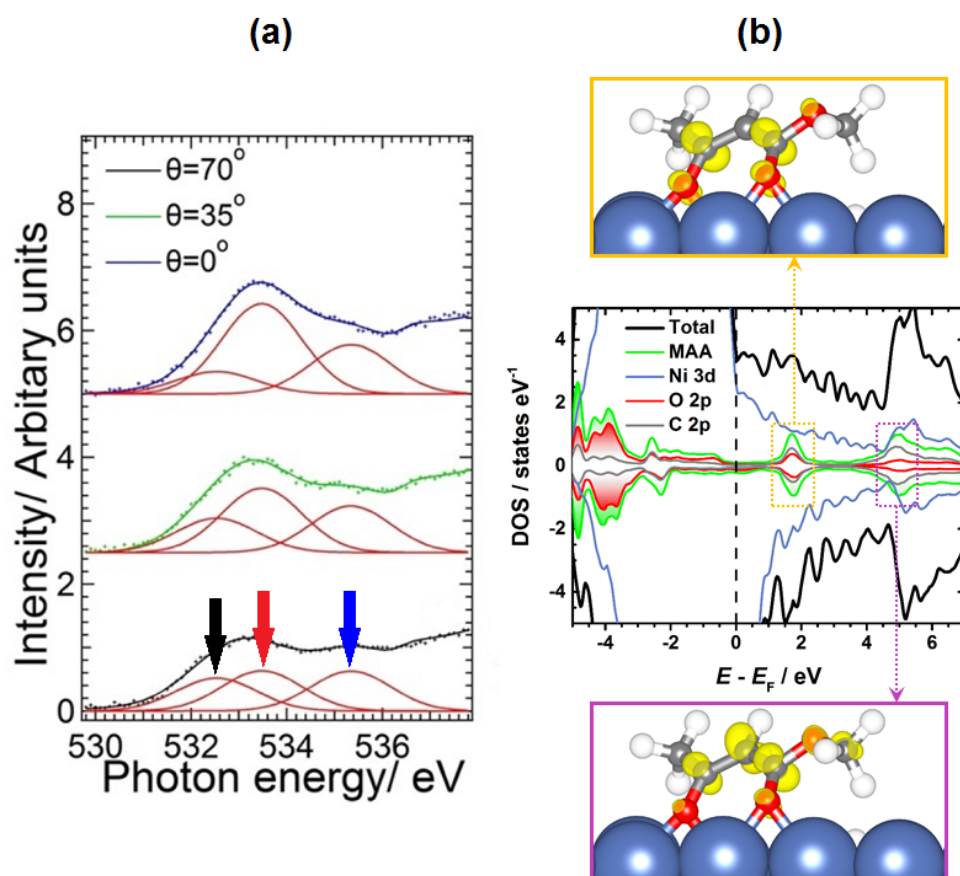 (a)
(b)
θ=70°
θ=35°
θ=0°
Intensity/ Arbitary units
8
6
4
2
0
530 532 534 536
Photon energy/ eV
Total
MAA
Ni 3d
O 2p
C 2p
DOS / states eV⁻¹
4
2
0
-2
-4
-4 -2 0 2 4 6
E - E_F / eV